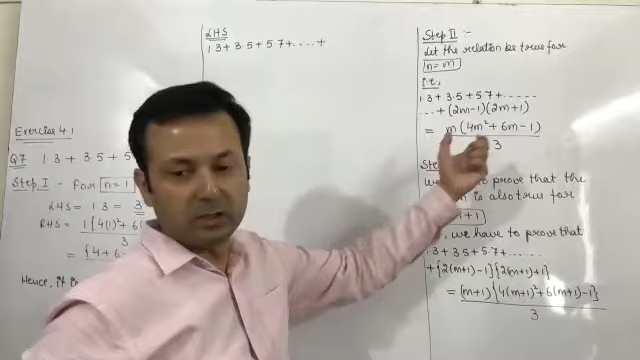 LHS
1.3 + 3.5 + 5.7 + ..... +
Exercise 4.1
Q7 1.3 + 3.5 + 5
Step I :- For n = 1
LHS = 1.3 = 3
RHS = 1{4(1)²+6(
3
= {4+6-
Hence, it i
Step II :-
Let the relation be true for
n = m
i.e,
1.3 + 3.5 + 5.7 + ......
... + (2m-1)(2m+1)
= m(4m²+6m-1)
3
to prove that the
is also true for
+1
, we have to prove that
1.3 + 3.5 + 5.7 + ......
+ {2(m+1)-1}{2(m+1)+1}
= (m+1){4(m+1)²+6(m+1)-1}
3